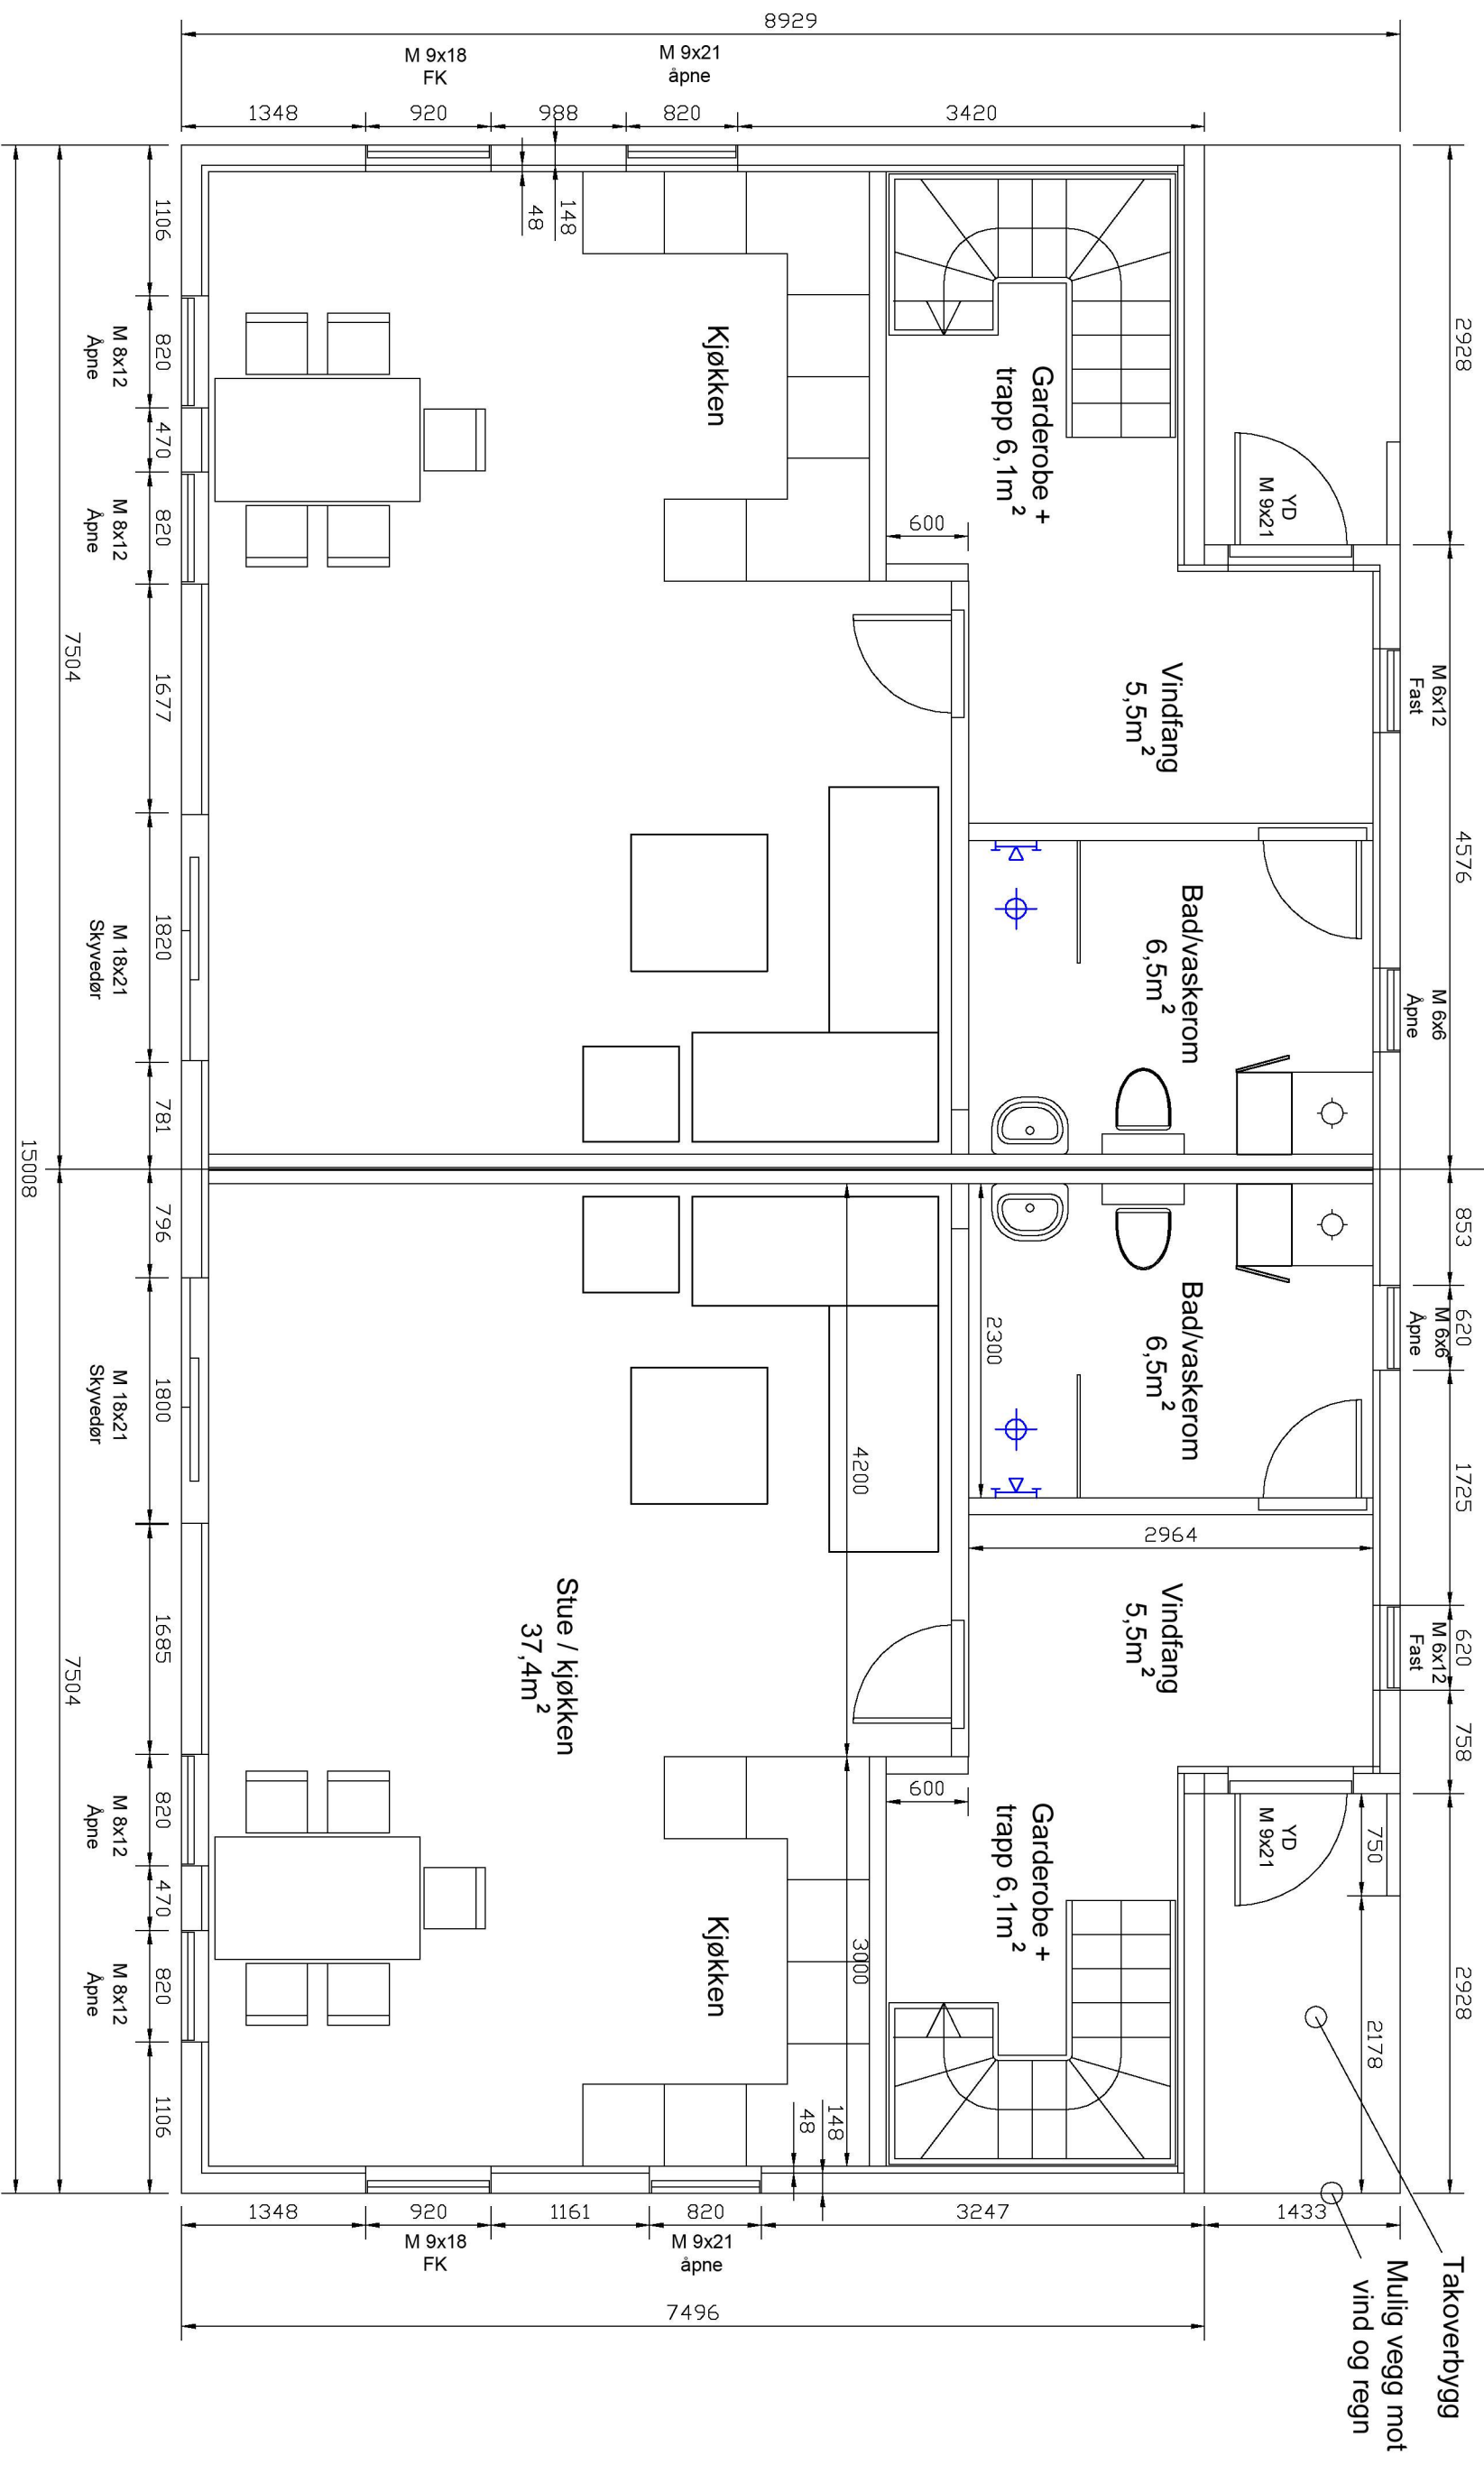 8929
M 9x18
FK
M 9x21
åpne
1348
920
988
820
3420
148
48
2928
4576
853
620
1725
620
758
2928
M 6x12
Fast
M 6x6
Åpne
M 6x6
Åpne
M 6x12
Fast
YD
M 9x21
YD
M 9x21
750
2178
Takoverbygg
Mulig vegg mot
vind og regn
Garderobe +
trapp 6,1m²
600
Vindfang
5,5m²
Bad/vaskerom
6,5m²
Bad/vaskerom
6,5m²
2300
2964
Vindfang
5,5m²
Garderobe +
trapp 6,1m²
600
Kjøkken
4200
3000
Stue / kjøkken
37,4m²
Kjøkken
148
48
1106
820
470
820
1677
1820
781
796
1800
1685
820
470
820
1106
M 8x12
Åpne
M 8x12
Åpne
M 18x21
Skyvedør
M 18x21
Skyvedør
M 8x12
Åpne
M 8x12
Åpne
7504
7504
15008
1348
920
1161
820
3247
1433
M 9x18
FK
M 9x21
åpne
7496